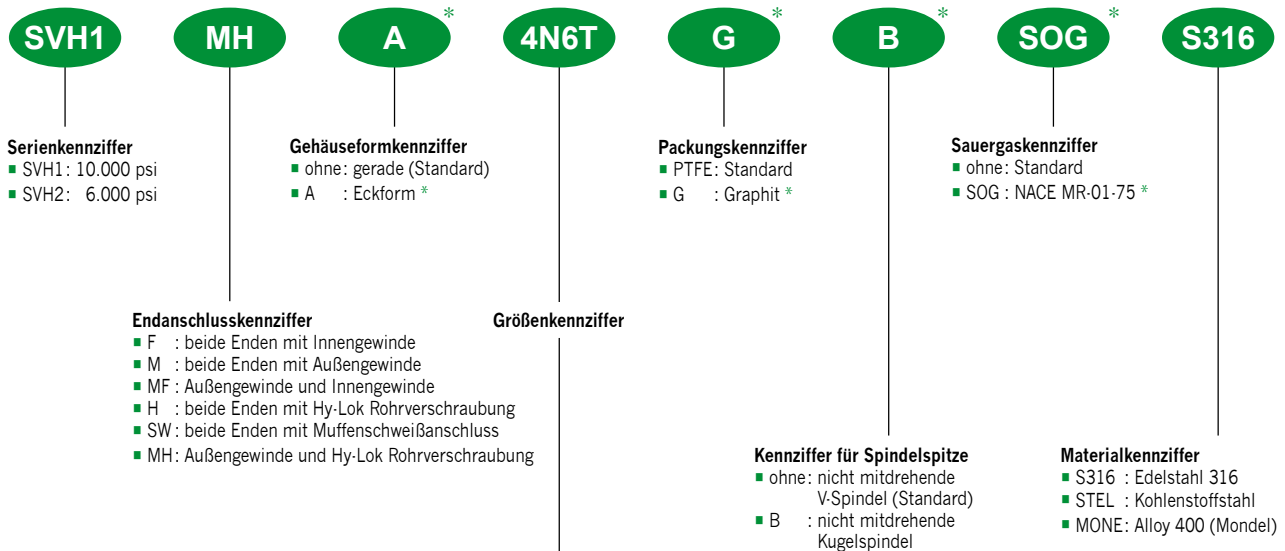 SVH1 MH A * 4N6T G * B * SOG * S316
Serienkennziffer
■ SVH1: 10.000 psi
■ SVH2: 6.000 psi
Gehäuseformkennziffer
■ ohne: gerade (Standard)
■ A : Eckform *
Packungskennziffer
■ PTFE: Standard
■ G : Graphit *
Sauergaskennziffer
■ ohne: Standard
■ SOG : NACE MR-01-75 *
Endanschlusskennziffer
■ F : beide Enden mit Innengewinde
■ M : beide Enden mit Außengewinde
■ MF : Außengewinde und Innengewinde
■ H : beide Enden mit Hy-Lok Rohrverschraubung
■ SW : beide Enden mit Muffenschweißanschluss
■ MH: Außengewinde und Hy-Lok Rohrverschraubung
Größenkennziffer
Kennziffer für Spindelspitze
■ ohne: nicht mitdrehende
V-Spindel (Standard)
■ B : nicht mitdrehende
Kugelspindel
Materialkennziffer
■ S316 : Edelstahl 316
■ STEL : Kohlenstoffstahl
■ MONE: Alloy 400 (Mondel)